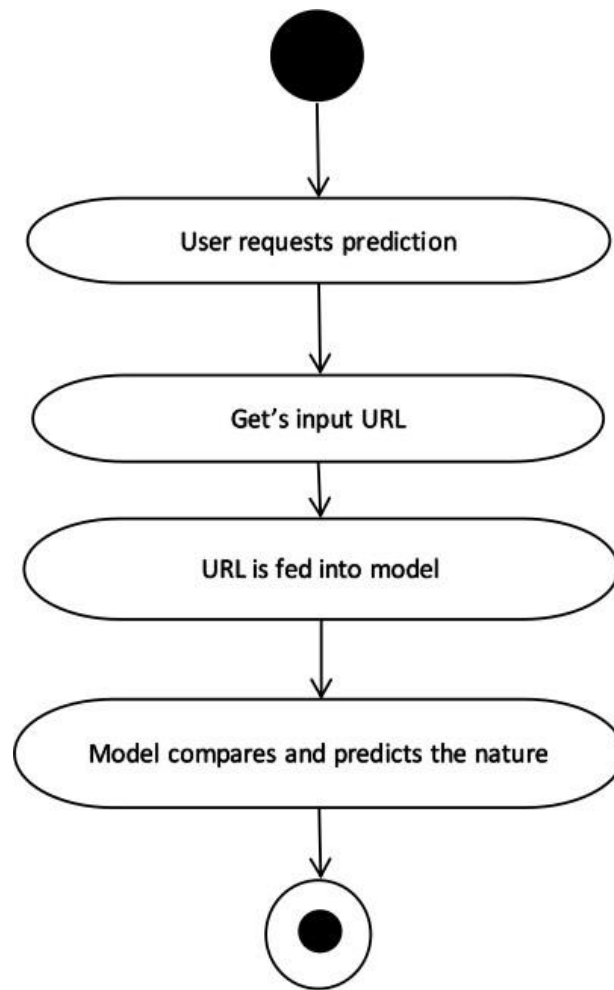 User requests prediction
Get's input URL
URL is fed into model
Model compares and predicts the nature